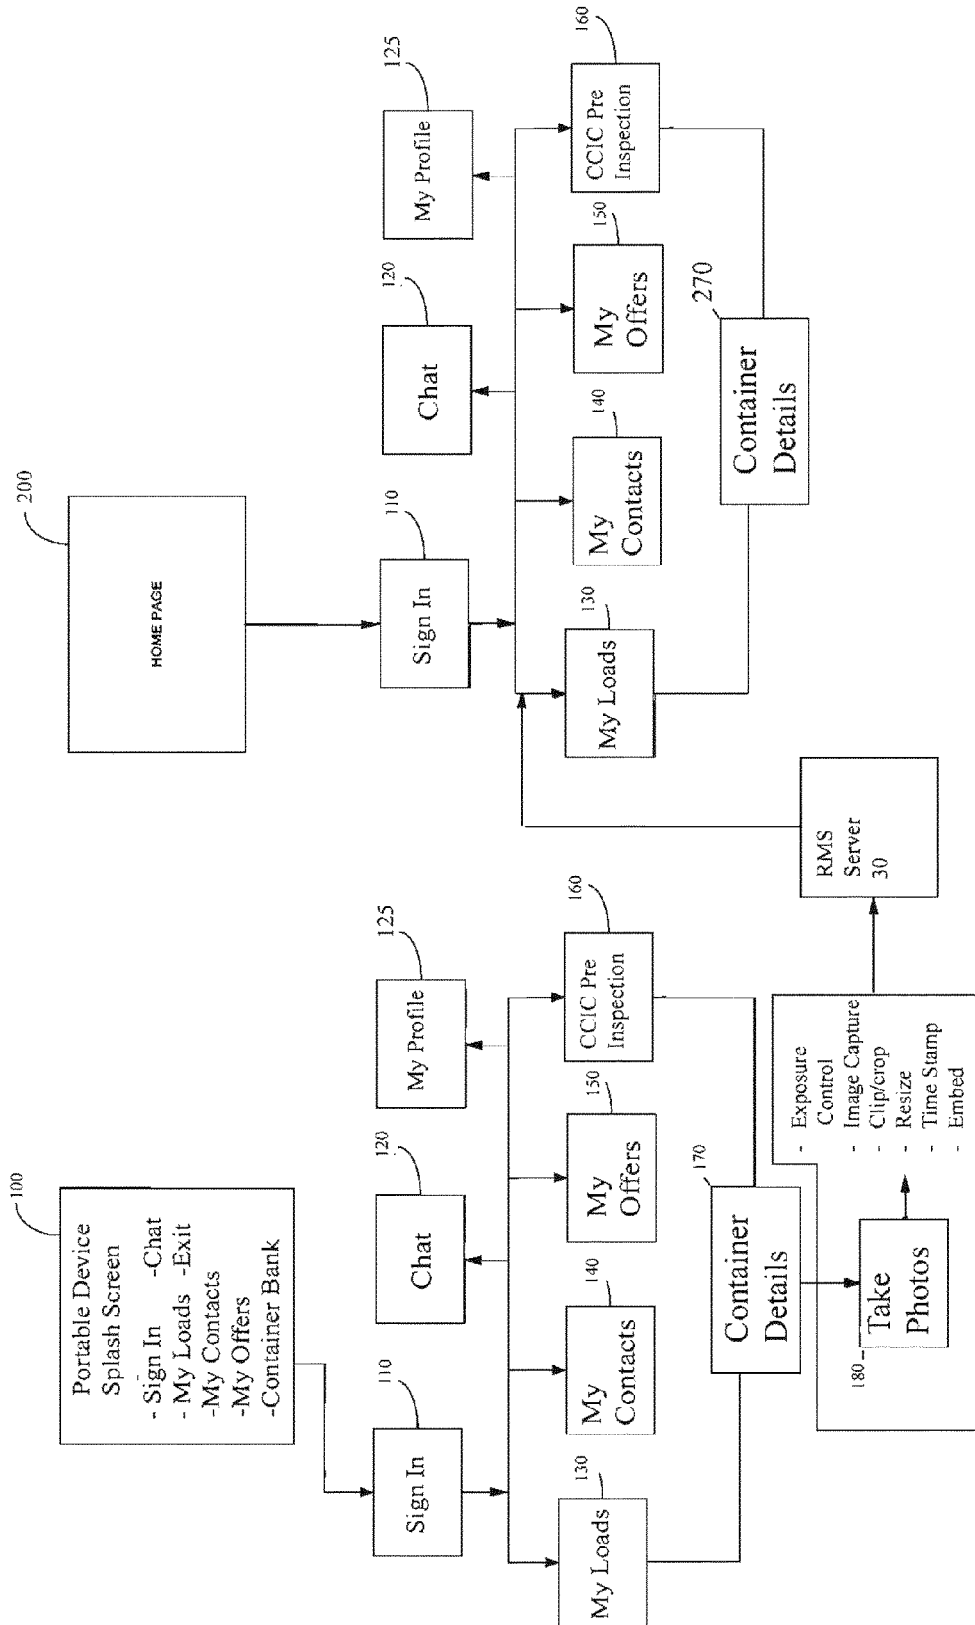 100
Portable Device
Splash Screen
- Sign In -Chat
- My Loads -Exit
-My Contacts
-My Offers
-Container Bank
110
Sign In
120
Chat
125
My Profile
130
My Loads
140
My
Contacts
150
My
Offers
160
CCIC Pre
Inspection
170
Container
Details
180
Take
Photos
- Exposure
Control
- Image Capture
- Clip/crop
- Resize
- Time Stamp
- Embed
RMS
Server
30
200
HOME PAGE
110
Sign In
120
Chat
125
My Profile
130
My Loads
140
My
Contacts
150
My
Offers
160
CCIC Pre
Inspection
270
Container
Details